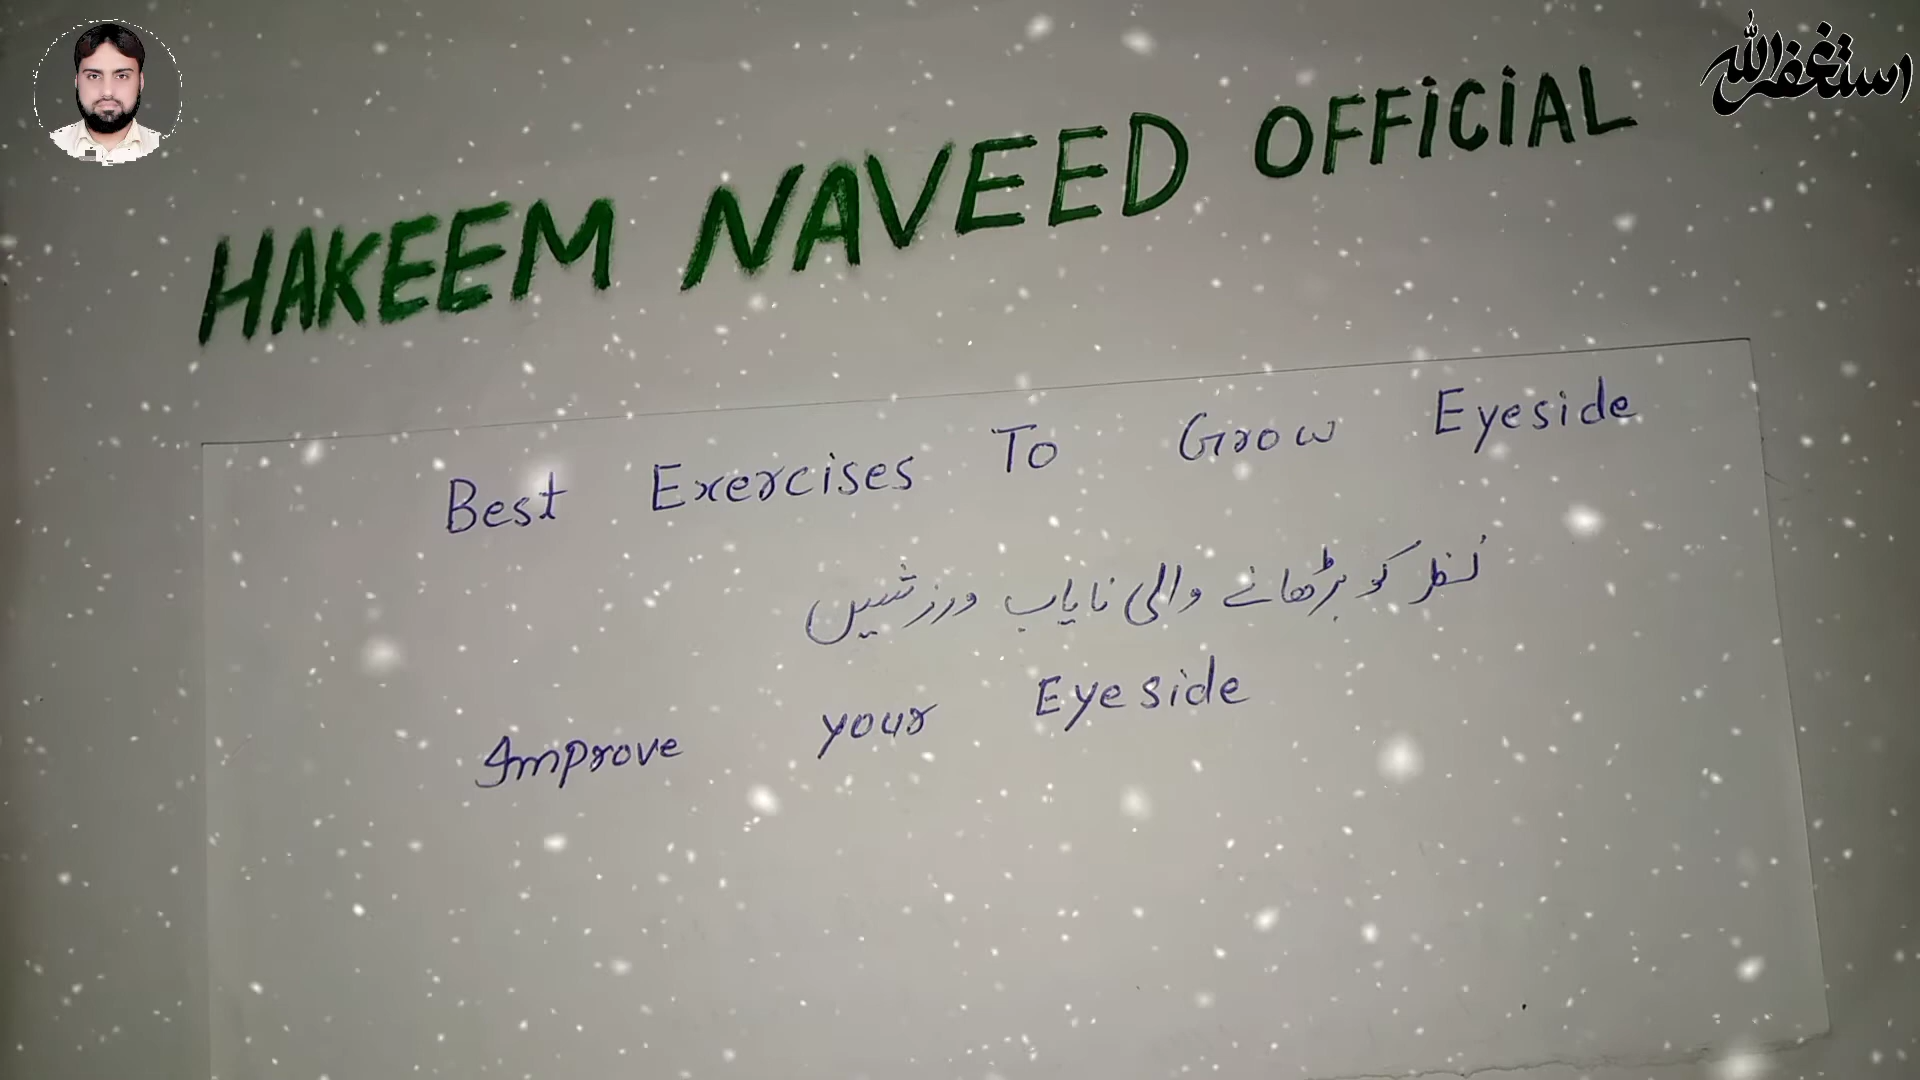 استغفراللہ
HAKEEM NAVEED OFFiCiAL
Best Exercises To Grow Eyeside
نظر کو بڑھانے والی نایاب ورزشیں
Improve your Eyeside